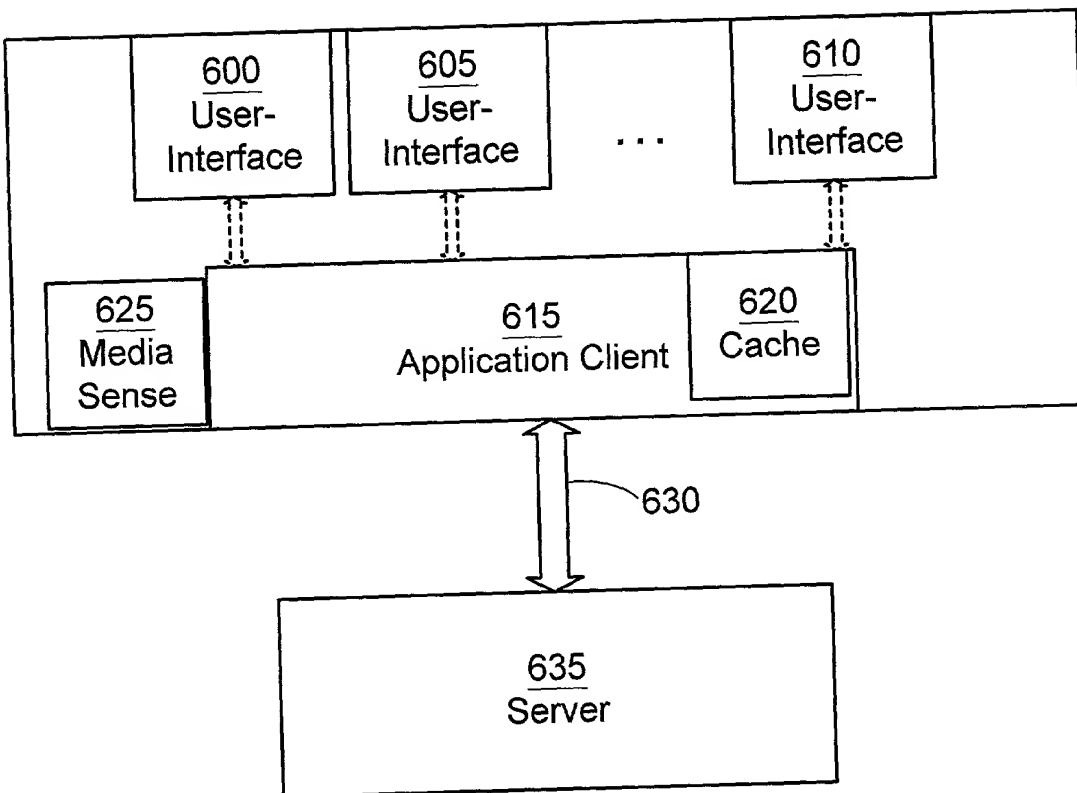 600
User-
Interface
605
User-
Interface
...
610
User-
Interface
625
Media
Sense
615
Application Client
620
Cache
630
635
Server